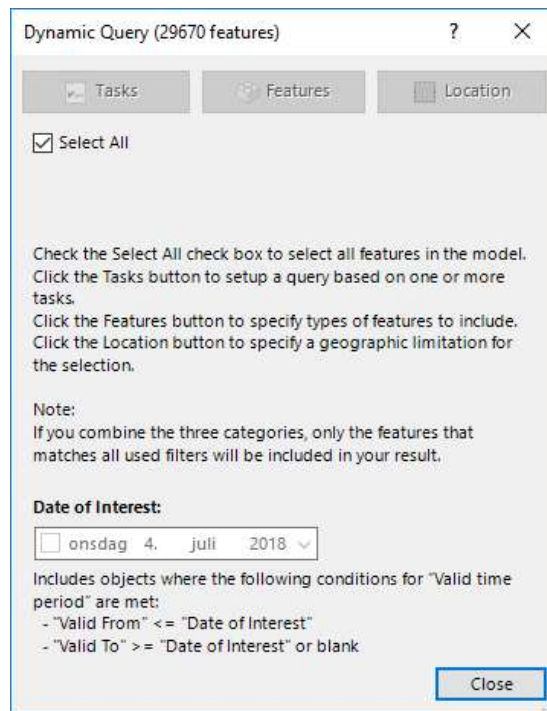 Dynamic Query (29670 features)
Tasks
Features
Location
Select All
Check the Select All check box to select all features in the model.
Click the Tasks button to setup a query based on one or more
tasks.
Click the Features button to specify types of features to include.
Click the Location button to specify a geographic limitation for
the selection.
Note:
If you combine the three categories, only the features that
matches all used filters will be included in your result.
Date of Interest:
onsdag 4. juli 2018
Includes objects where the following conditions for "Valid time
period" are met:
- "Valid From" <= "Date of Interest"
- "Valid To" >= "Date of Interest" or blank
Close